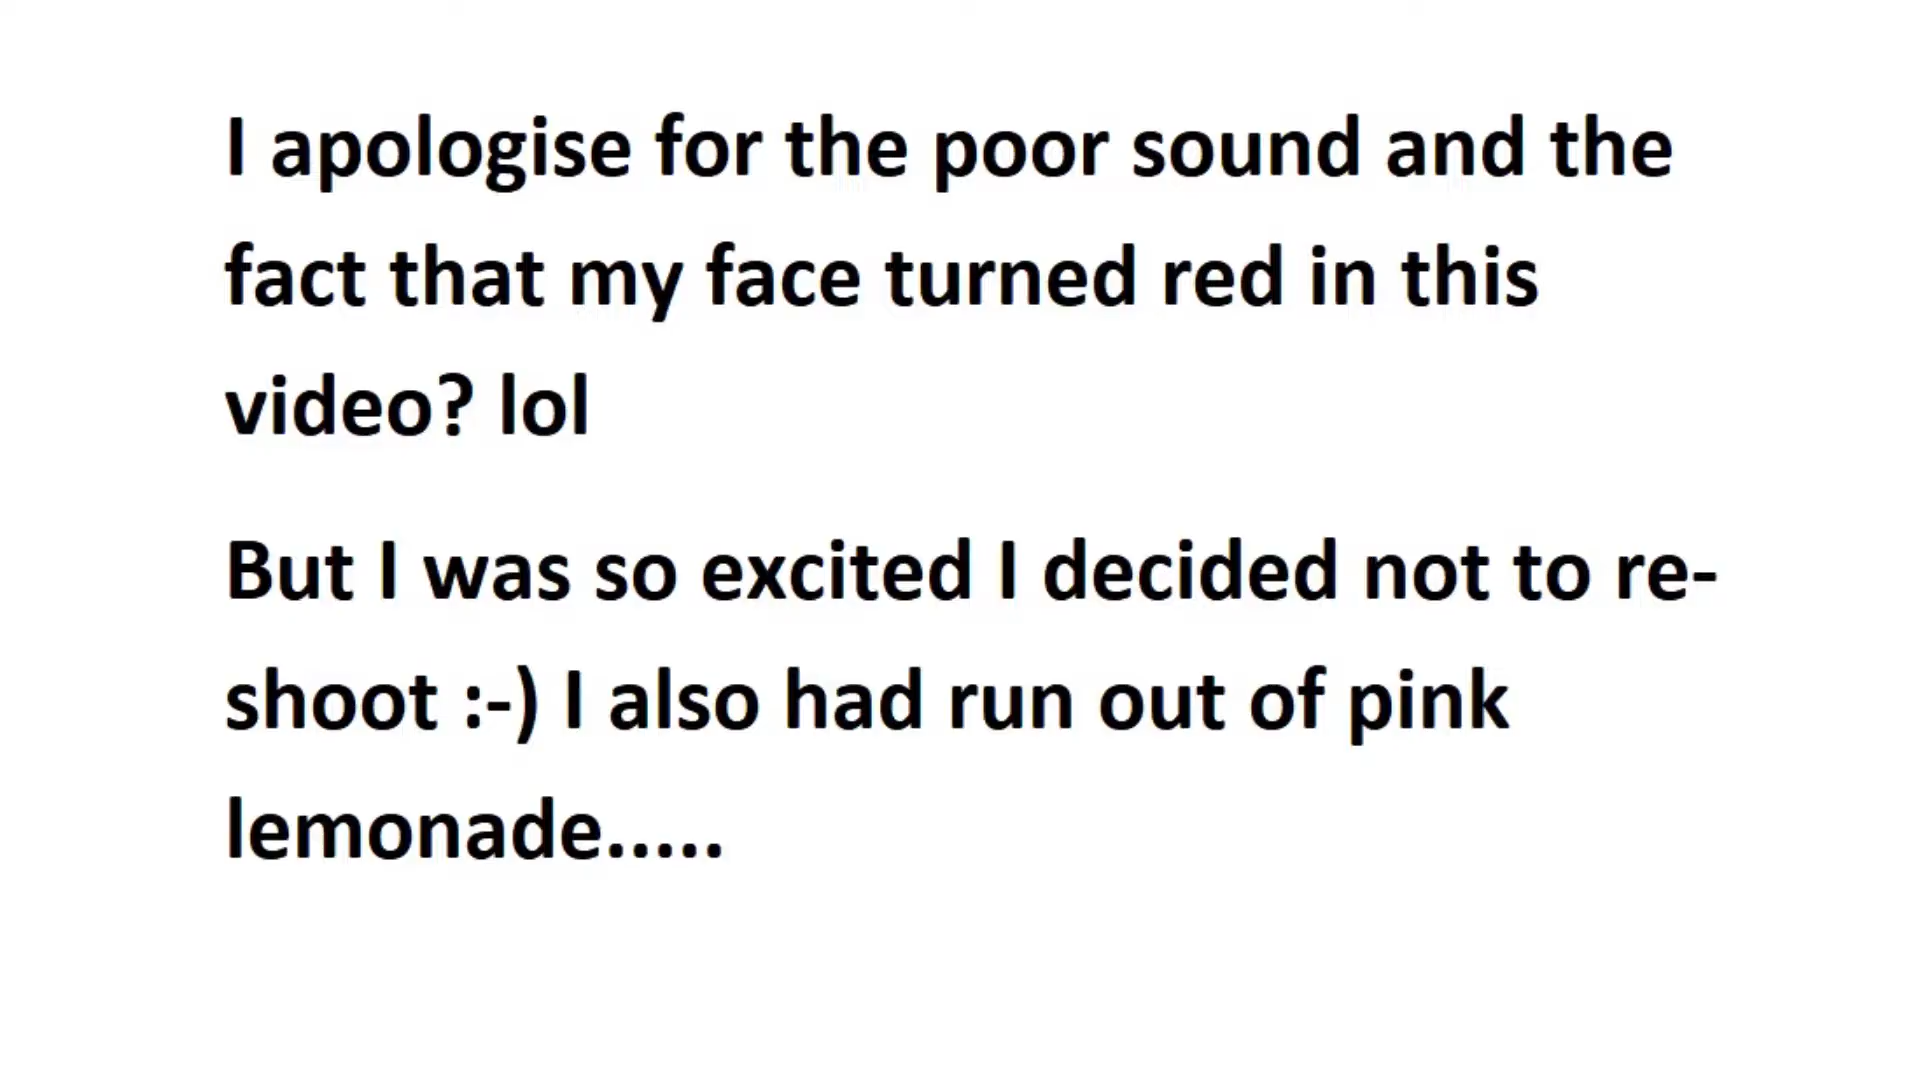 I apologise for the poor sound and the
fact that my face turned red in this
video? lol
But I was so excited I decided not to re-
shoot :-) I also had run out of pink
lemonade.....